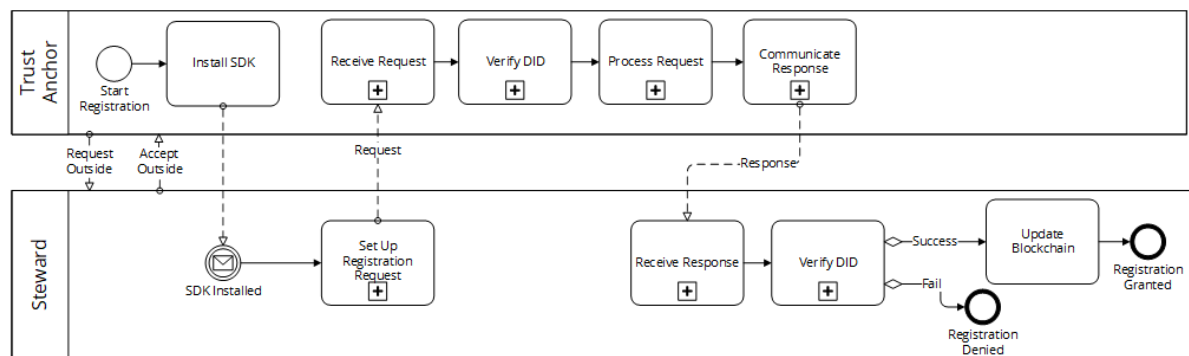 Trust
Anchor
Start
Registration
Install SDK
Receive Request
Verify DID
Process Request
Communicate
Response
Request
Outside
Accept
Outside
Request
Response
Steward
SDK Installed
Set Up
Registration
Request
Receive Response
Verify DID
Success
Fail
Update
Blockchain
Registration
Granted
Registration
Denied